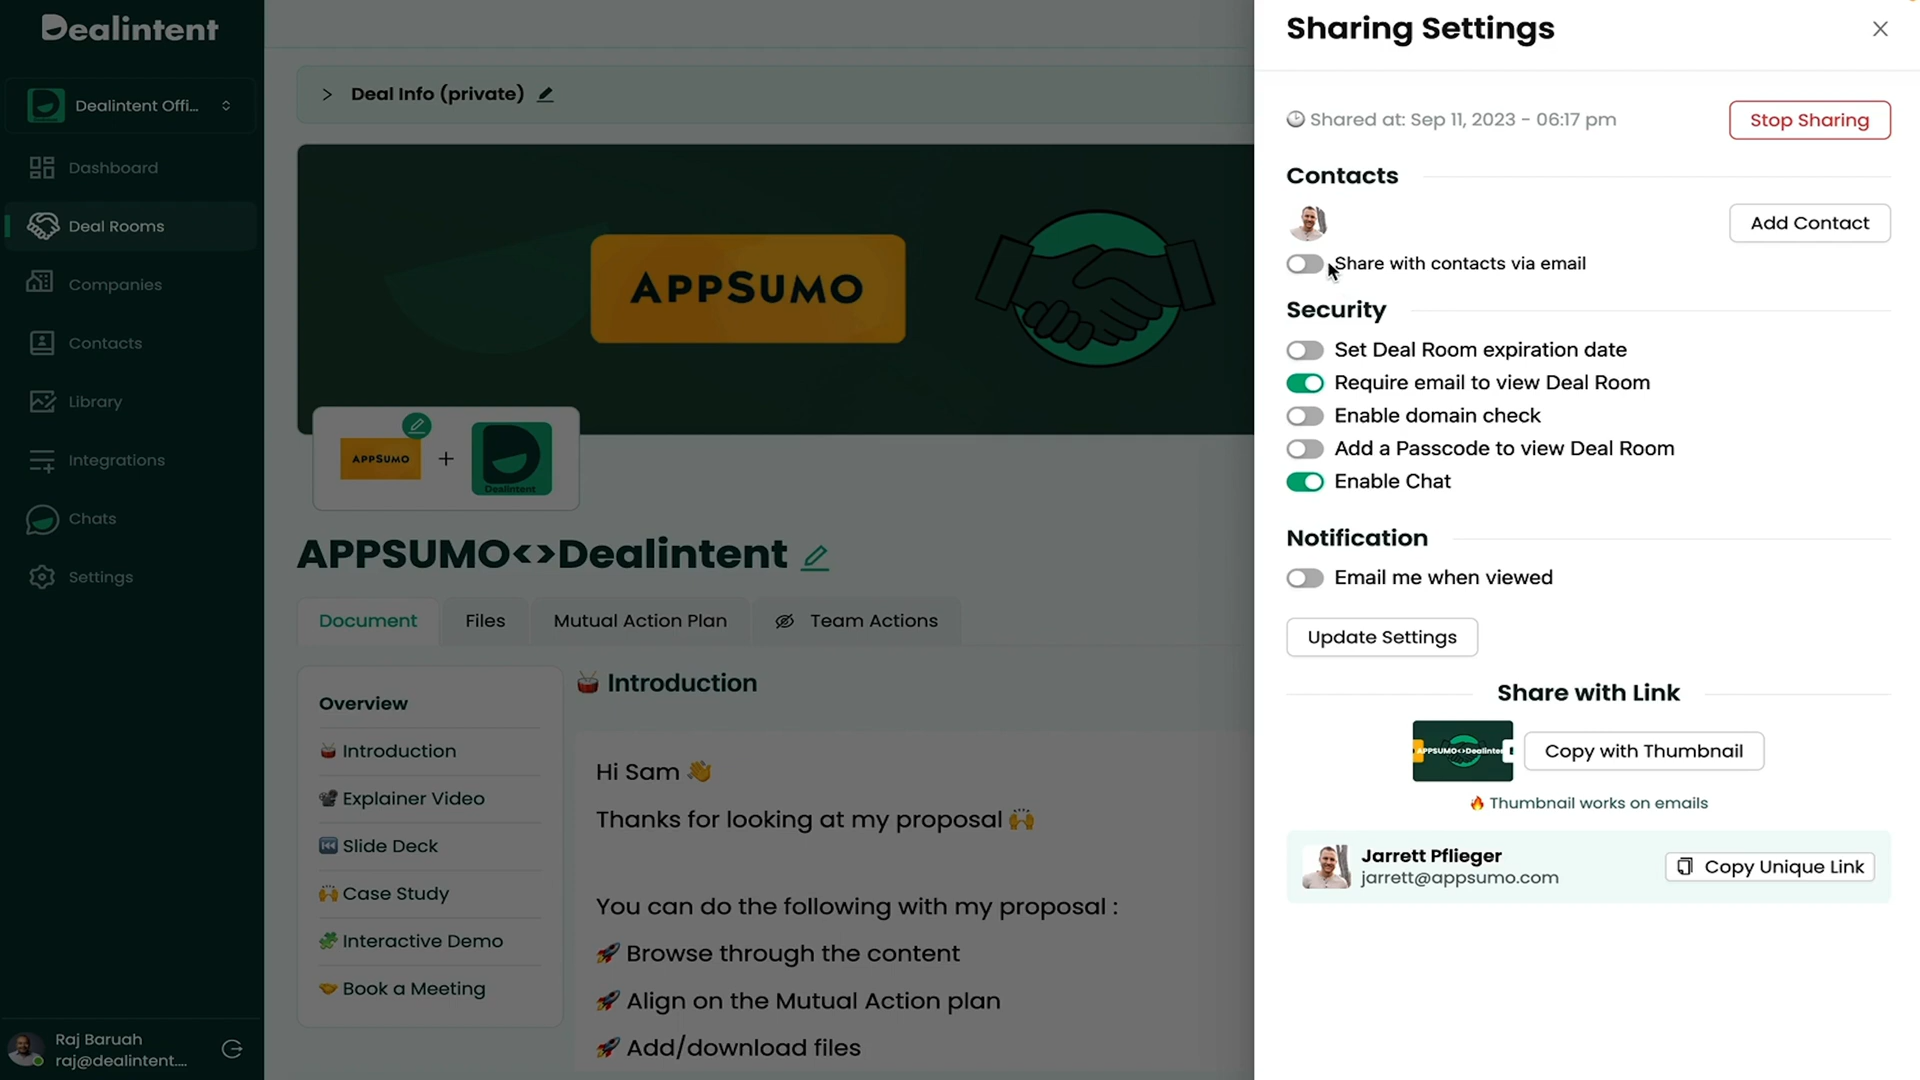 Dealintent
Dealintent Offi...
Dashboard
Deal Rooms
Companies
Contacts
Library
Integrations
Chats
Settings
Raj Baruah
raj@dealintent....
Deal Info (private)
APPSUMO
APPSUMO
+
Dealintent
APPSUMO<>Dealintent
Document
Files
Mutual Action Plan
Team Actions
Overview
Introduction
Explainer Video
Slide Deck
Case Study
Interactive Demo
Book a Meeting
🥁 Introduction
Hi Sam 👋
Thanks for looking at my proposal 🙌
You can do the following with my proposal :
🚀 Browse through the content
🚀 Align on the Mutual Action plan
🚀 Add/download files
Sharing Settings
Shared at: Sep 11, 2023 - 06:17 pm
Stop Sharing
Contacts
Add Contact
Share with contacts via email
Security
Set Deal Room expiration date
Require email to view Deal Room
Enable domain check
Add a Passcode to view Deal Room
Enable Chat
Notification
Email me when viewed
Update Settings
Share with Link
APPSUMO<>Dealinten
Copy with Thumbnail
🔥 Thumbnail works on emails
Jarrett Pflieger
jarrett@appsumo.com
Copy Unique Link